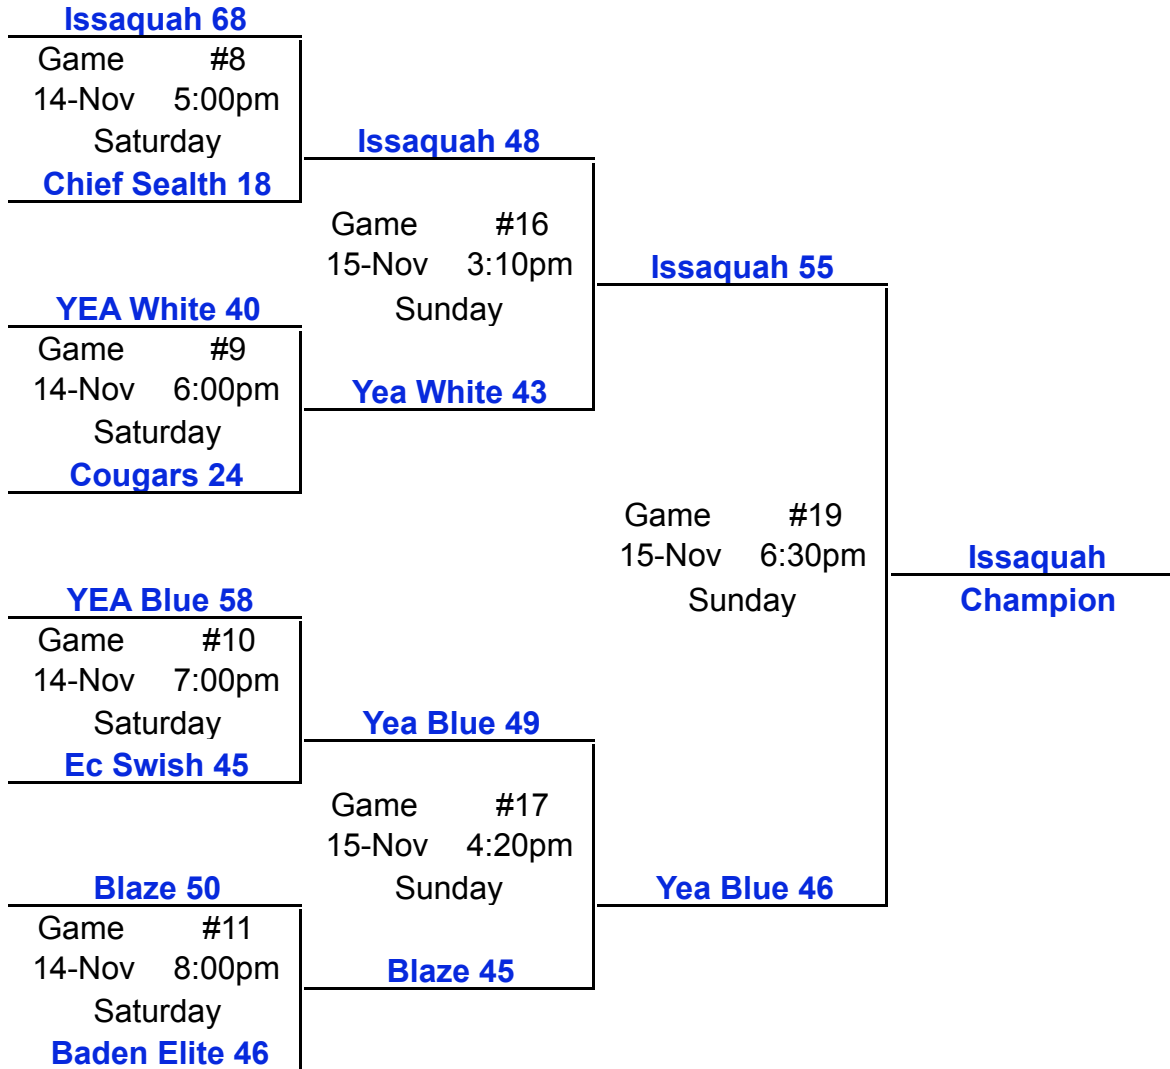 Issaquah 68
Game #8
14-Nov 5:00pm
Saturday
Chief Sealth 18
YEA White 40
Game #9
14-Nov 6:00pm
Saturday
Cougars 24
YEA Blue 58
Game #10
14-Nov 7:00pm
Saturday
Ec Swish 45
Blaze 50
Game #11
14-Nov 8:00pm
Saturday
Baden Elite 46
Issaquah 48
Game #16
15-Nov 3:10pm
Sunday
Yea White 43
Yea Blue 49
Game #17
15-Nov 4:20pm
Sunday
Blaze 45
Issaquah 55
Game #19
15-Nov 6:30pm
Sunday
Yea Blue 46
Issaquah
Champion